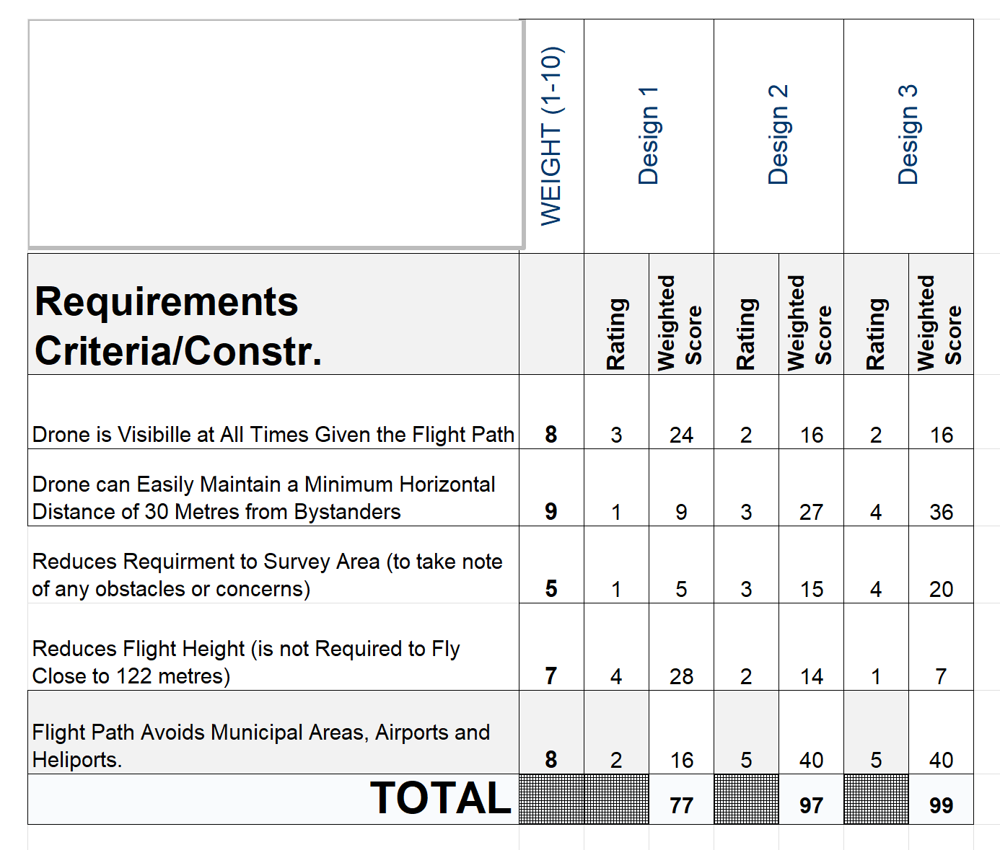 WEIGHT (1-10) Design 1 Design 2 Design 3
Requirements
Criteria/Constr.
Rating Weighted Score Rating Weighted Score Rating Weighted Score
Drone is Visibille at All Times Given the Flight Path 8 3 24 2 16 2 16
Drone can Easily Maintain a Minimum Horizontal
Distance of 30 Metres from Bystanders 9 1 9 3 27 4 36
Reduces Requirment to Survey Area (to take note
of any obstacles or concerns) 5 1 5 3 15 4 20
Reduces Flight Height (is not Required to Fly
Close to 122 metres) 7 4 28 2 14 1 7
Flight Path Avoids Municipal Areas, Airports and
Heliports. 8 2 16 5 40 5 40
TOTAL 77 97 99